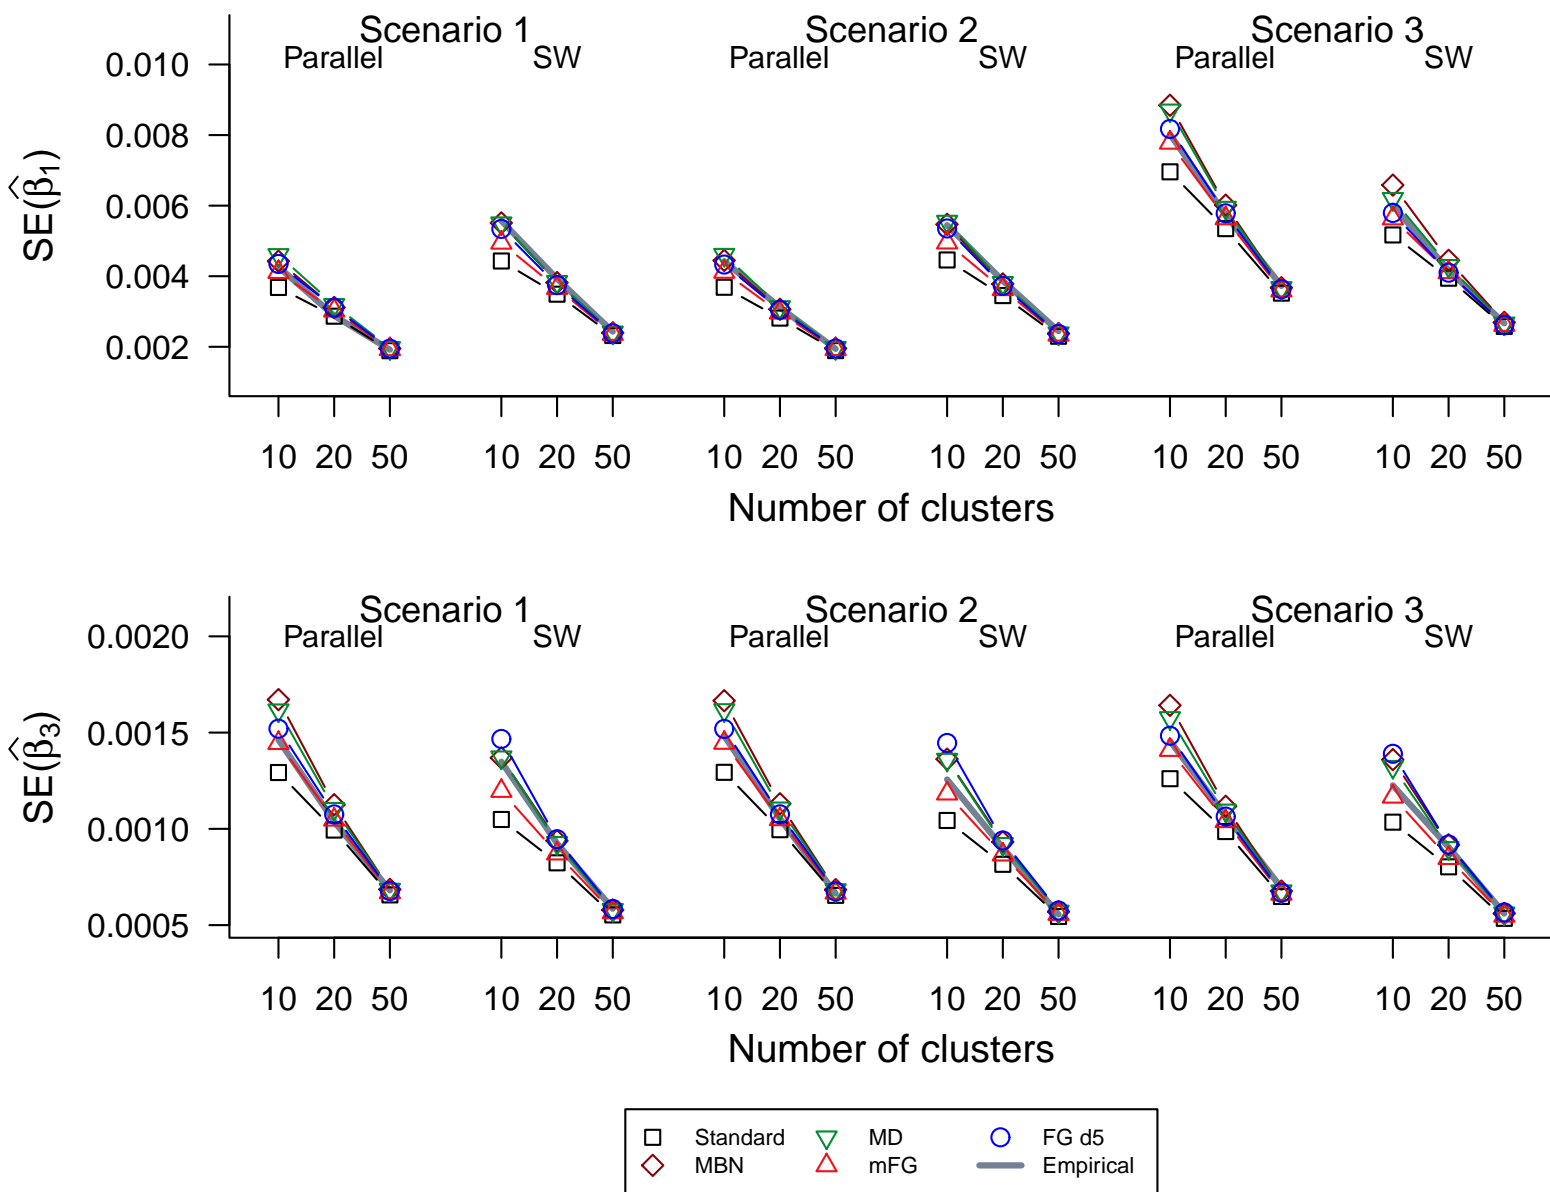 Scenario 1 Scenario 2 Scenario 3
Parallel SW Parallel SW Parallel SW
0.010
0.008
0.006
0.004
0.002
SE(β̂1)
10 20 50 10 20 50 10 20 50 10 20 50 10 20 50 10 20 50
Number of clusters
Scenario 1 Scenario 2 Scenario 3
Parallel SW Parallel SW Parallel SW
0.0020
0.0015
0.0010
0.0005
SE(β̂3)
10 20 50 10 20 50 10 20 50 10 20 50 10 20 50 10 20 50
Number of clusters
Standard MD FG d5
MBN mFG Empirical